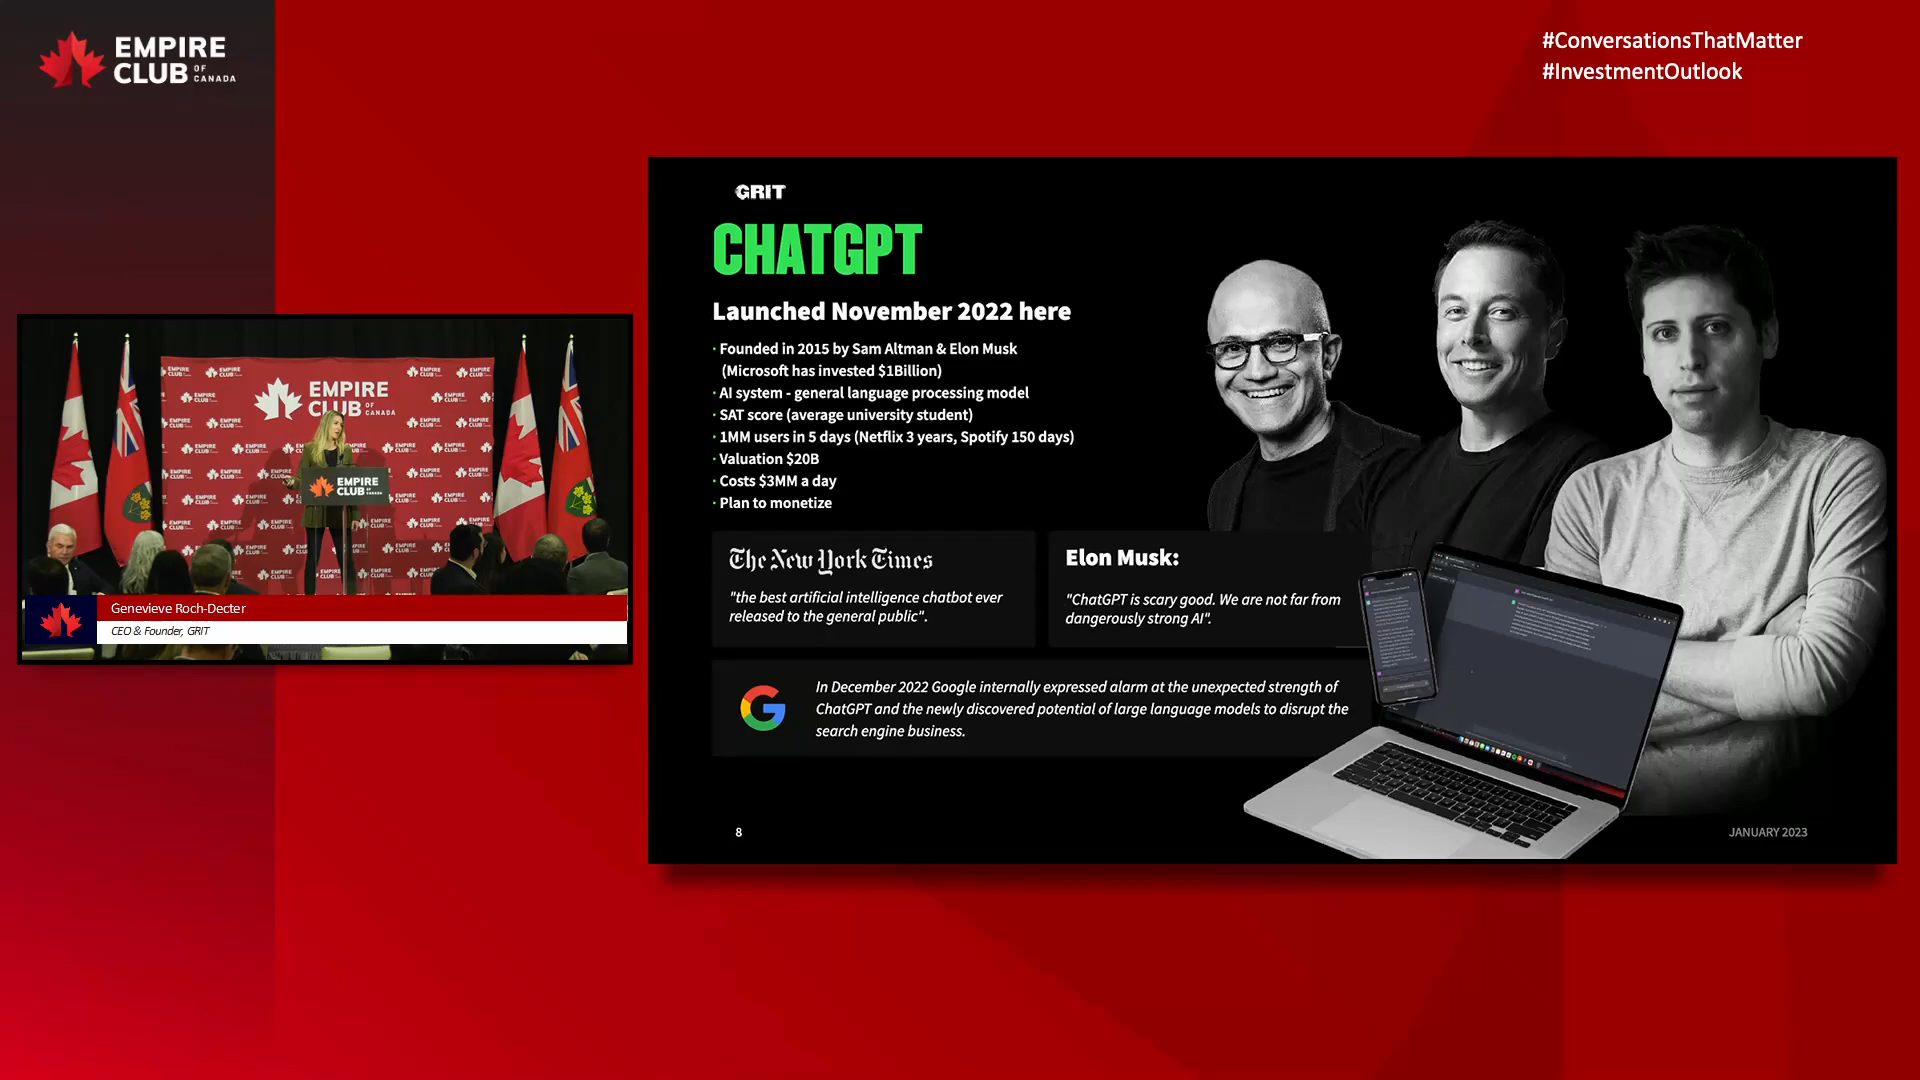 EMPIRE
CLUB OF CANADA
#ConversationsThatMatter
#InvestmentOutlook
EMPIRE
CLUB OF CANADA
EMPIRE
CLUB OF CANADA
Genevieve Roch-Decter
CEO & Founder, GRIT
GRIT
CHATGPT
Launched November 2022 here
· Founded in 2015 by Sam Altman & Elon Musk
(Microsoft has invested $1Billion)
· AI system - general language processing model
· SAT score (average university student)
· 1MM users in 5 days (Netflix 3 years, Spotify 150 days)
· Valuation $20B
· Costs $3MM a day
· Plan to monetize
The New York Times
"the best artificial intelligence chatbot ever
released to the general public".
Elon Musk:
"ChatGPT is scary good. We are not far from
dangerously strong AI".
In December 2022 Google internally expressed alarm at the unexpected strength of
ChatGPT and the newly discovered potential of large language models to disrupt the
search engine business.
8
JANUARY 2023